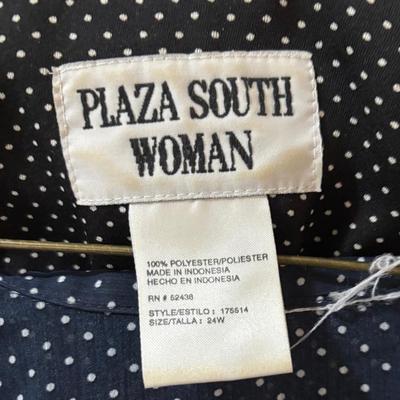 PLAZA SOUTH
WOMAN
100% POLYESTER/POLIESTER
MADE IN INDONESIA
HECHO EN INDONESIA
RN # 52438
STYLE/ESTILO : 175514
SIZE/TALLA : 24W